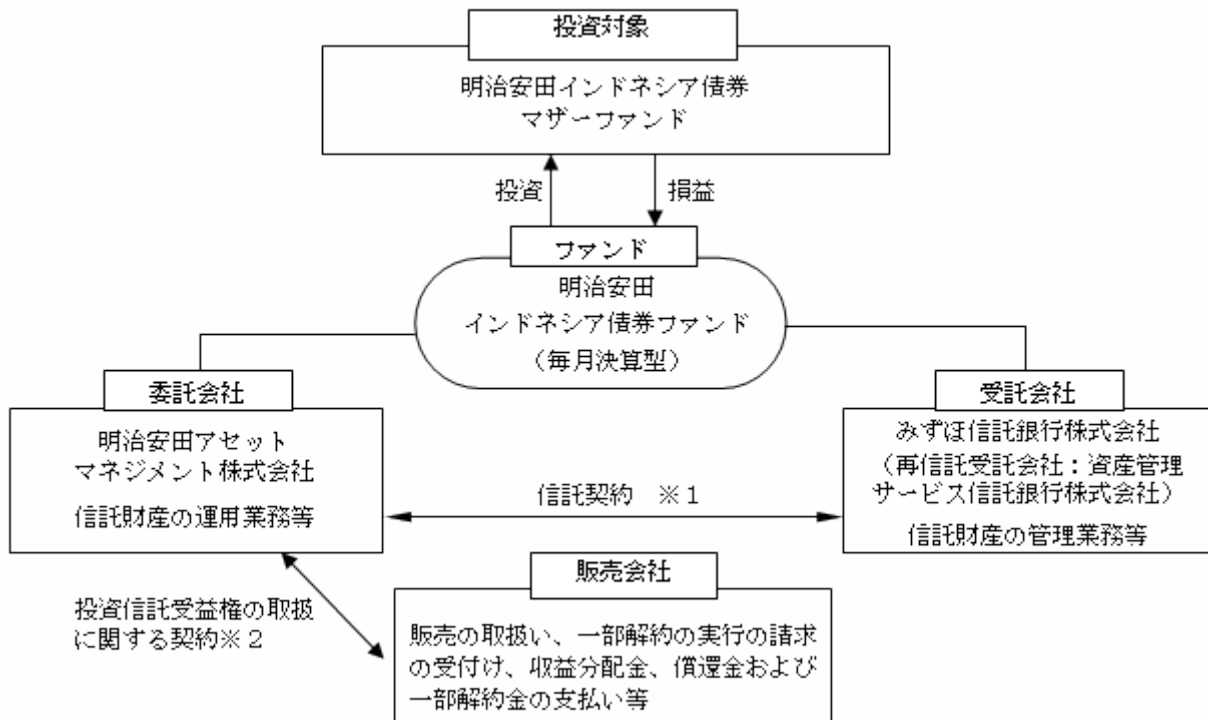 投資対象
明治安田インドネシア債券
マザーファンド
投資
損益
ファンド
明治安田
インドネシア債券ファンド
（毎月決算型）
委託会社
明治安田アセット
マネジメント株式会社
信託財産の運用業務等
受託会社
みずほ信託銀行株式会社
（再信託受託会社：資産管理
サービス信託銀行株式会社）
信託財産の管理業務等
信託契約　※１
投資信託受益権の取扱
に関する契約※２
販売会社
販売の取扱い、一部解約の実行の請求
の受付け、収益分配金、償還金および
一部解約金の支払い等